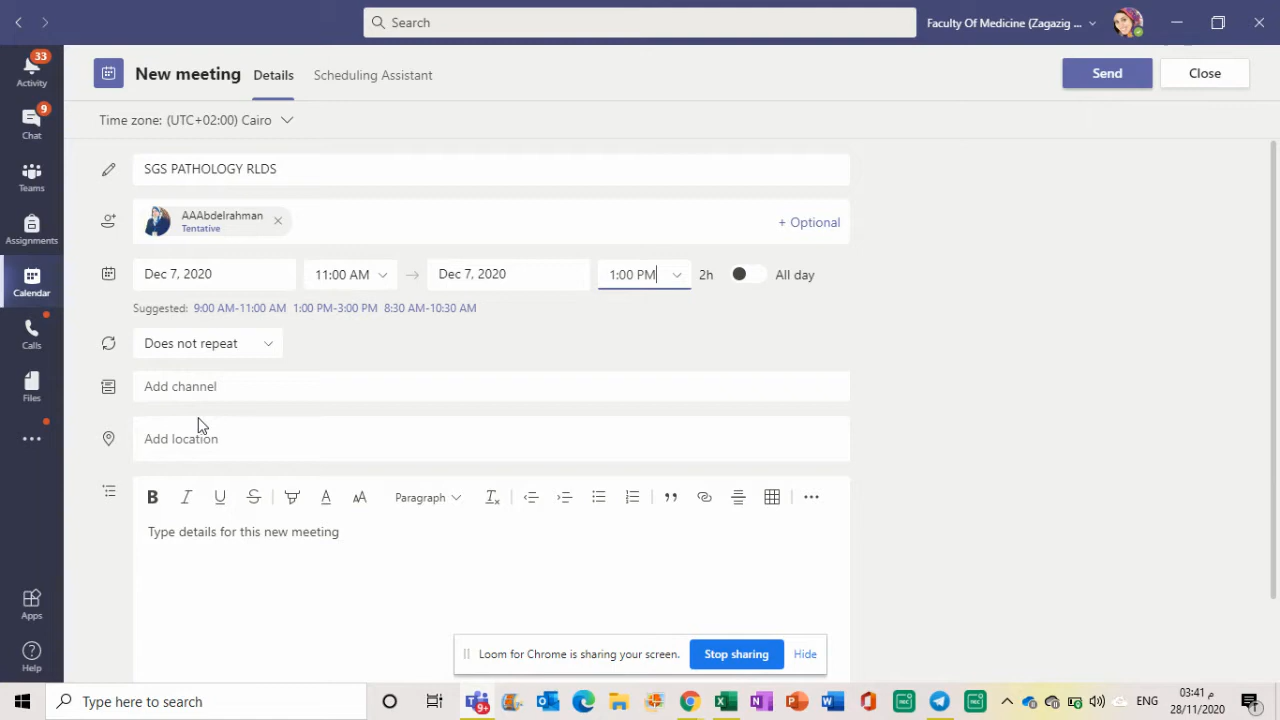 Search
Faculty Of Medicine (Zagazig ...
33
Activity
9
Chat
Teams
Assignments
Calendar
Calls
Files
Apps
Help
New meeting
Details
Scheduling Assistant
Send
Close
Time zone: (UTC+02:00) Cairo
SGS PATHOLOGY RLDS
AAAbdelrahman
Tentative
+ Optional
Dec 7, 2020
11:00 AM
Dec 7, 2020
1:00 PM
2h
All day
Suggested: 9:00 AM-11:00 AM 1:00 PM-3:00 PM 8:30 AM-10:30 AM
Does not repeat
Add channel
Add location
B I U S A AA Paragraph
Type details for this new meeting
Loom for Chrome is sharing your screen.
Stop sharing
Hide
Type here to search
9+
ENG
03:41 م
28/11/2020
1